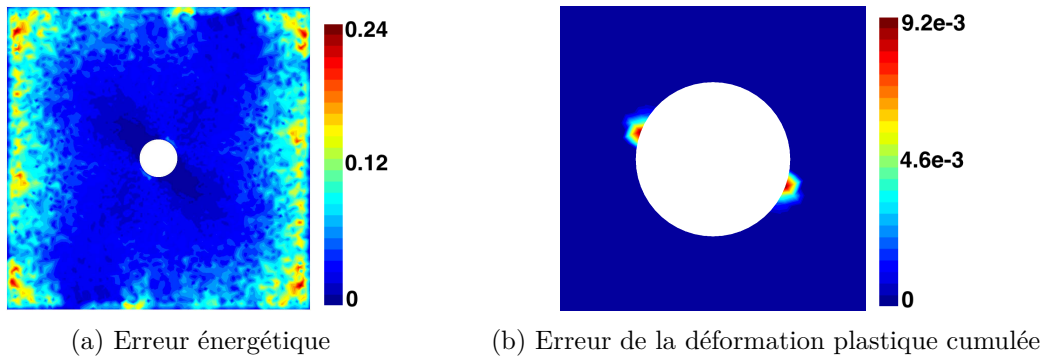 0.24
0.12
0
9.2e-3
4.6e-3
0
(a) Erreur énergétique
(b) Erreur de la déformation plastique cumulée